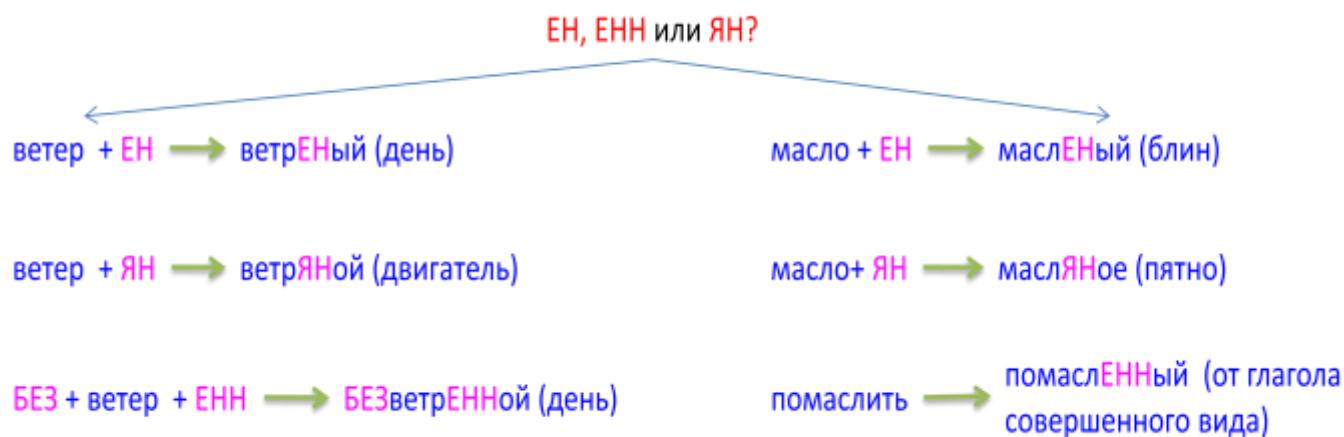 ЕН, ЕНН или ЯН?
ветер + ЕН ветрЕНый (день)
масло + ЕН маслЕНый (блин)
ветер + ЯН ветрЯНой (двигатель)
масло+ ЯН маслЯНое (пятно)
БЕЗ + ветер + ЕНН БЕЗветрЕННой (день)
помаслить помаслЕННый (от глагола
совершенного вида)